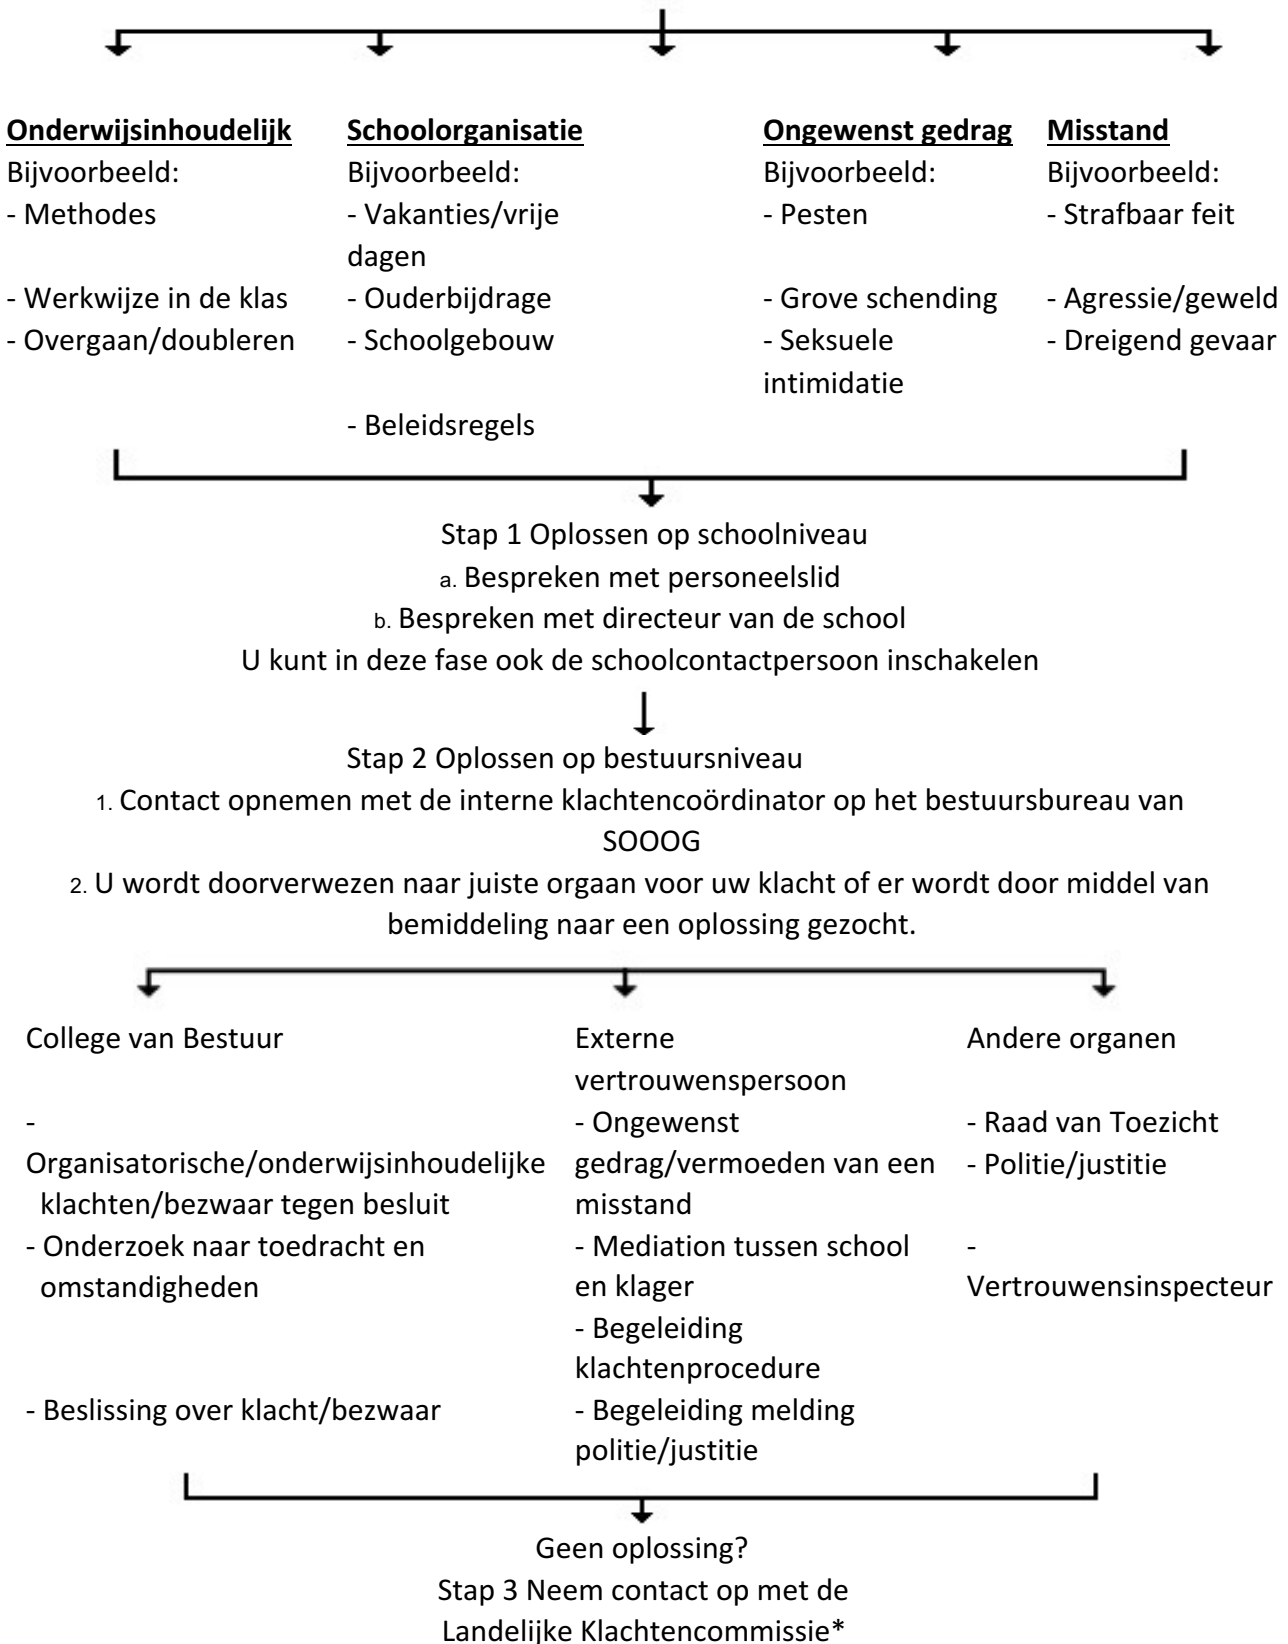 Onderwijsinhoudelijk
Bijvoorbeeld:
- Methodes
- Werkwijze in de klas
- Overgaan/doubleren
Schoolorganisatie
Bijvoorbeeld:
- Vakanties/vrije
dagen
- Ouderbijdrage
- Schoolgebouw
- Beleidsregels
Ongewenst gedrag
Bijvoorbeeld:
- Pesten
- Grove schending
- Seksuele
intimidatie
Misstand
Bijvoorbeeld:
- Strafbaar feit
- Agressie/geweld
- Dreigend gevaar
Stap 1 Oplossen op schoolniveau
a. Bespreken met personeelslid
b. Bespreken met directeur van de school
U kunt in deze fase ook de schoolcontactpersoon inschakelen
Stap 2 Oplossen op bestuursniveau
1. Contact opnemen met de interne klachtencoördinator op het bestuursbureau van
SOOOG
2. U wordt doorverwezen naar juiste orgaan voor uw klacht of er wordt door middel van
bemiddeling naar een oplossing gezocht.
College van Bestuur
-
Organisatorische/onderwijsinhoudelijke
klachten/bezwaar tegen besluit
- Onderzoek naar toedracht en
omstandigheden
- Beslissing over klacht/bezwaar
Externe
vertrouwenspersoon
- Ongewenst
gedrag/vermoeden van een
misstand
- Mediation tussen school
en klager
- Begeleiding
klachtenprocedure
- Begeleiding melding
politie/justitie
Andere organen
- Raad van Toezicht
- Politie/justitie
-
Vertrouwensinspecteur
Geen oplossing?
Stap 3 Neem contact op met de
Landelijke Klachtencommissie*